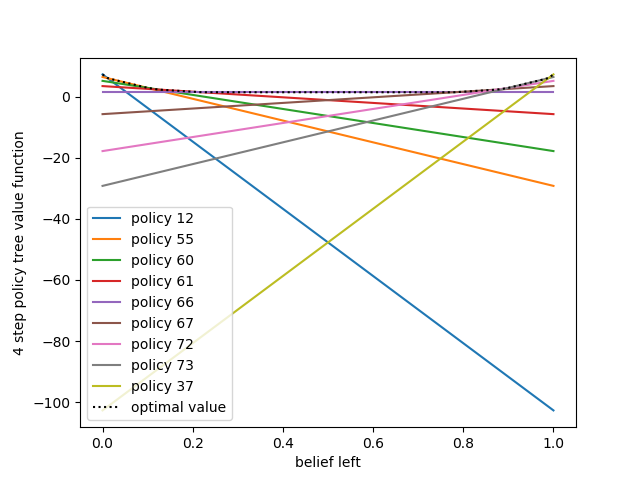 0
−20
−40
−60
−80
−100
4 step policy tree value function
policy 12
policy 55
policy 60
policy 61
policy 66
policy 67
policy 72
policy 73
policy 37
optimal value
0.0 0.2 0.4 0.6 0.8 1.0
belief left